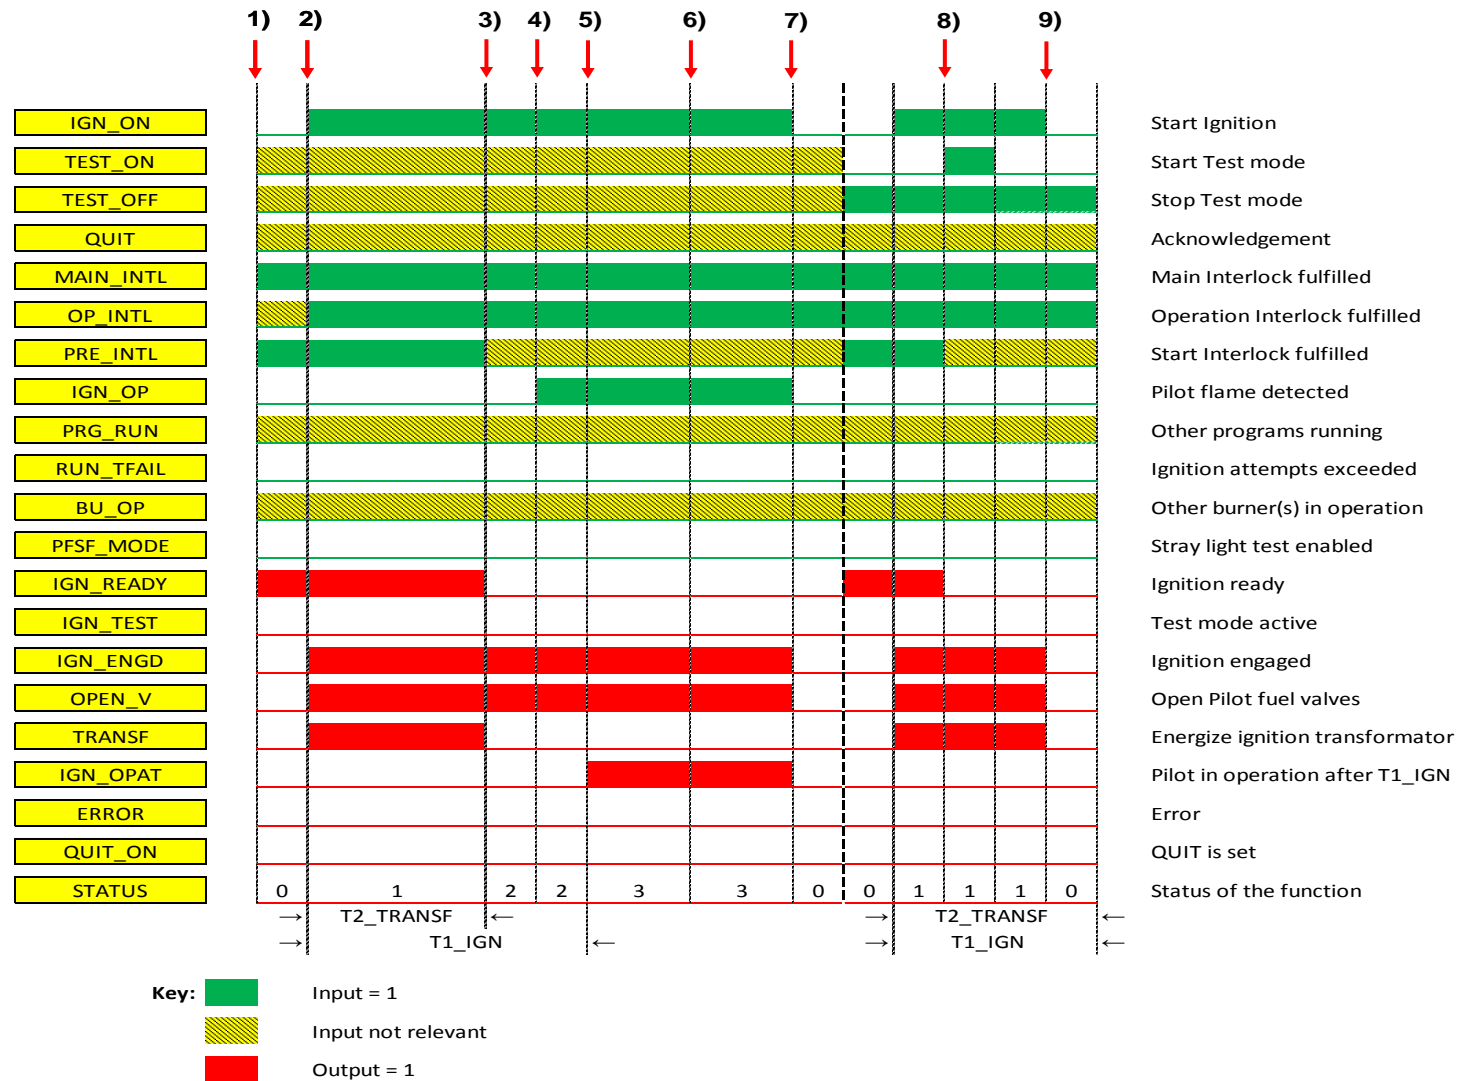 1) 2) 3) 4) 5) 6) 7) 8) 9)
IGN_ON Start Ignition
TEST_ON Start Test mode
TEST_OFF Stop Test mode
QUIT Acknowledgement
MAIN_INTL Main Interlock fulfilled
OP_INTL Operation Interlock fulfilled
PRE_INTL Start Interlock fulfilled
IGN_OP Pilot flame detected
PRG_RUN Other programs running
RUN_TFAIL Ignition attempts exceeded
BU_OP Other burner(s) in operation
PFSF_MODE Stray light test enabled
IGN_READY Ignition ready
IGN_TEST Test mode active
IGN_ENGD Ignition engaged
OPEN_V Open Pilot fuel valves
TRANSF Energize ignition transformator
IGN_OPAT Pilot in operation after T1_IGN
ERROR Error
QUIT_ON QUIT is set
STATUS 0 1 2 2 3 3 0 0 1 1 1 0 Status of the function
→ T2_TRANSF ← → T2_TRANSF ←
→ T1_IGN ← → T1_IGN ←
Key: Input = 1
Input not relevant
Output = 1